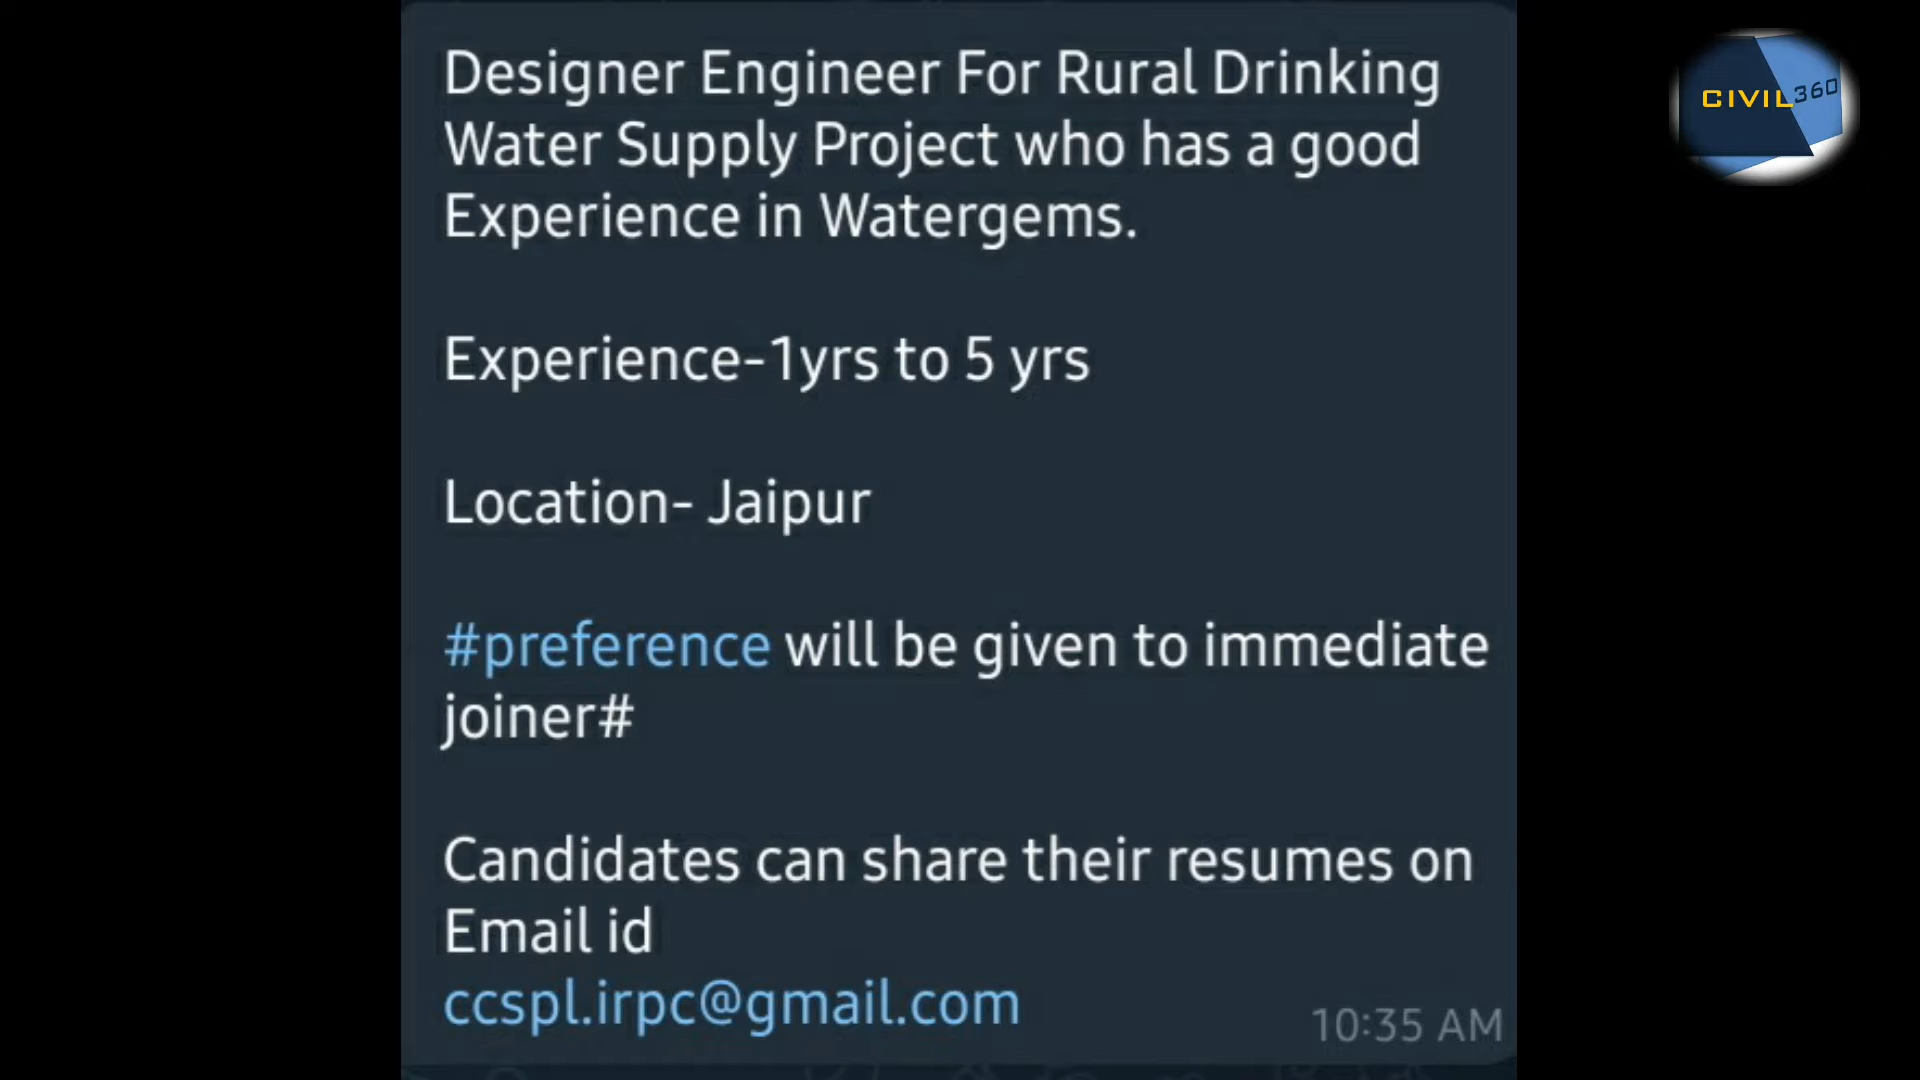 Designer Engineer For Rural Drinking
Water Supply Project who has a good
Experience in Watergems.
Experience-1yrs to 5 yrs
Location- Jaipur
#preference will be given to immediate
joiner#
Candidates can share their resumes on
Email id
ccspl.irpc@gmail.com
10:35 AM
CIVIL360